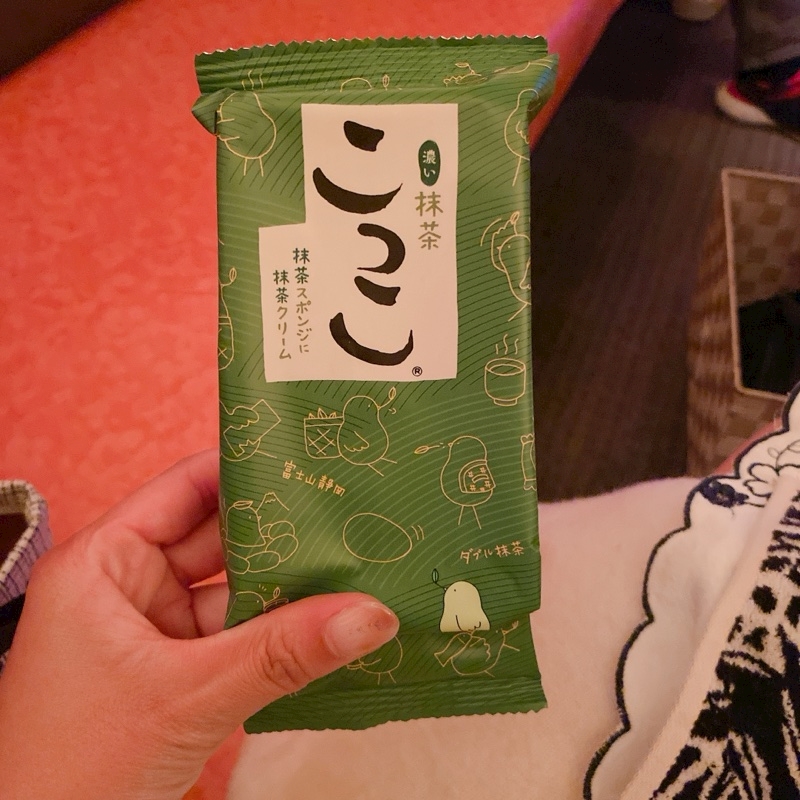 濃い
抹茶
こっこ
®
抹茶スポンジに
抹茶クリーム
富士山静岡
ダブル抹茶